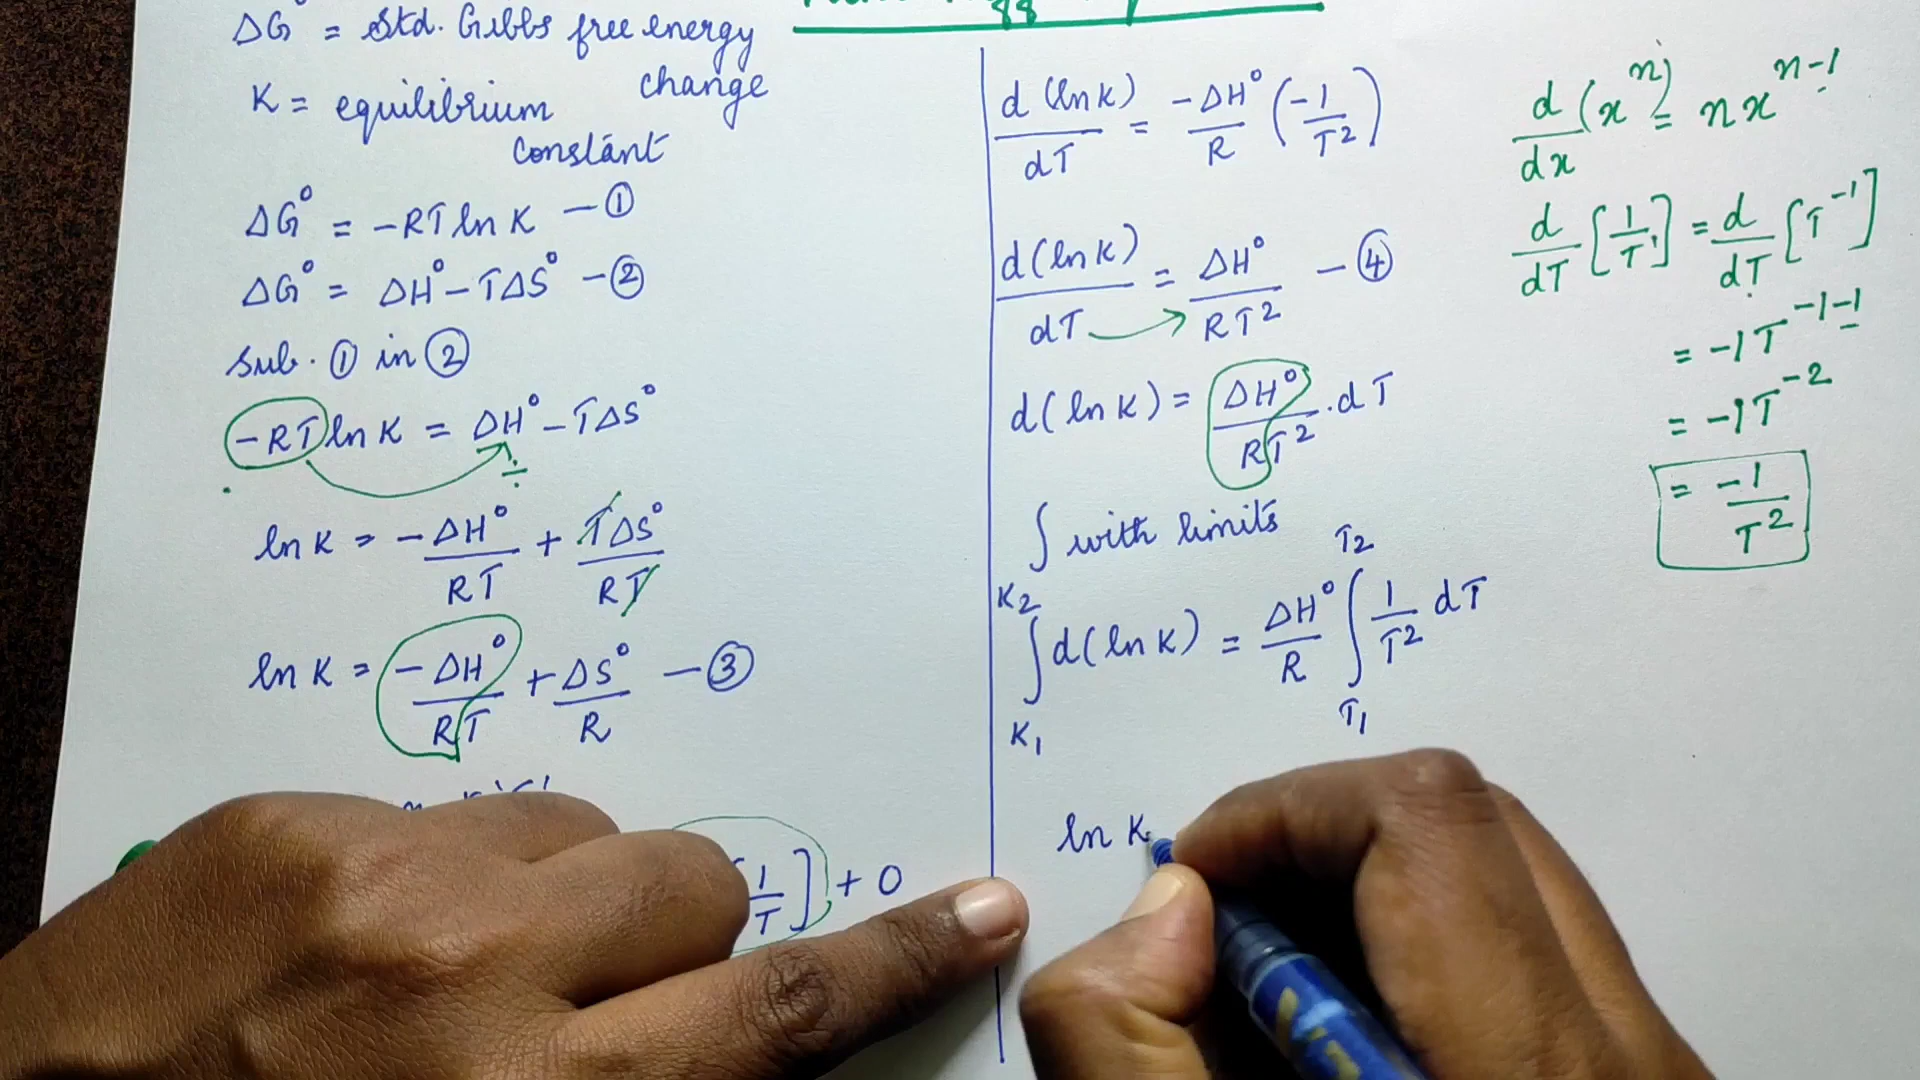 ΔG° = Std. Gibbs free energy
change
K = equilibrium
constant
ΔG° = -RT ln K - ①
ΔG° = ΔH° - TΔS° - ②
Sub. ① in ②
-RT ln K = ΔH° - TΔS°
÷
ln K = -ΔH°/RT + TΔS°/RT
ln K = -ΔH°/RT + ΔS°/R - ③
1/T] + 0
d(ln K)/dT = -ΔH°/R (-1/T²)
d(ln K)/dT = ΔH°/RT² - ④
d(ln K) = ΔH°/RT² . dT
∫ with limits
K2 T2
∫d(ln K) = ΔH°/R ∫ 1/T² dT
K1 T1
ln K
d/dx (xⁿ) = n xⁿ⁻¹
d/dT [1/T¹] = d/dT [T⁻¹]
= -1T⁻¹⁻¹
= -1T⁻²
= -1/T²